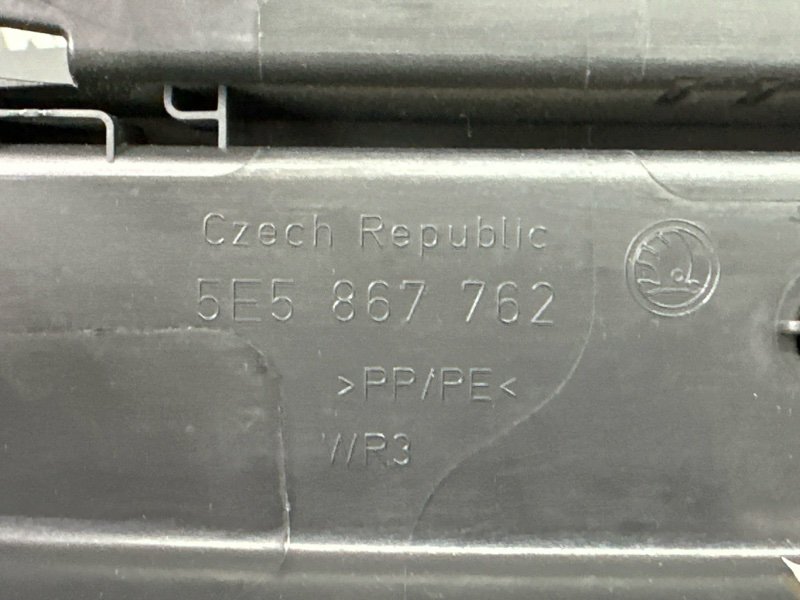 Czech Republic
5E5 867 762
>PP/PE<
WR3